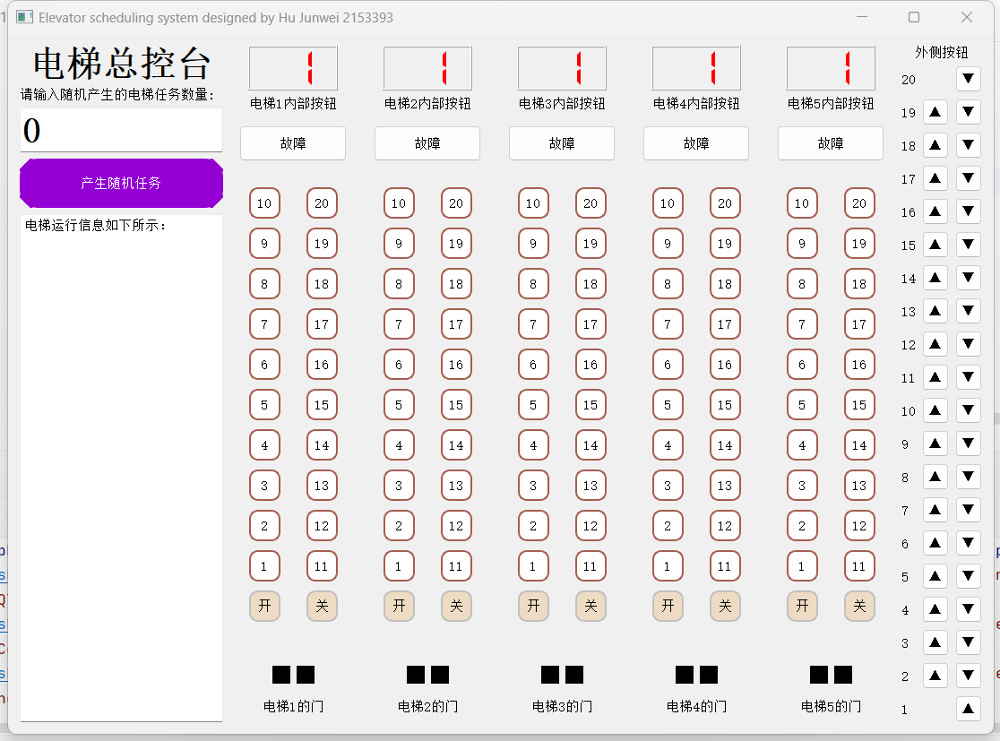 Elevator scheduling system designed by Hu Junwei 2153393
电梯总控台
请输入随机产生的电梯任务数量：
0
产生随机任务
电梯运行信息如下所示：
1 1 1 1 1
电梯1内部按钮 电梯2内部按钮 电梯3内部按钮 电梯4内部按钮 电梯5内部按钮
故障 故障 故障 故障 故障
10 20 10 20 10 20 10 20 10 20
9 19 9 19 9 19 9 19 9 19
8 18 8 18 8 18 8 18 8 18
7 17 7 17 7 17 7 17 7 17
6 16 6 16 6 16 6 16 6 16
5 15 5 15 5 15 5 15 5 15
4 14 4 14 4 14 4 14 4 14
3 13 3 13 3 13 3 13 3 13
2 12 2 12 2 12 2 12 2 12
1 11 1 11 1 11 1 11 1 11
开 关 开 关 开 关 开 关 开 关
电梯1的门 电梯2的门 电梯3的门 电梯4的门 电梯5的门
外侧按钮
20 ▼
19 ▲ ▼
18 ▲ ▼
17 ▲ ▼
16 ▲ ▼
15 ▲ ▼
14 ▲ ▼
13 ▲ ▼
12 ▲ ▼
11 ▲ ▼
10 ▲ ▼
9 ▲ ▼
8 ▲ ▼
7 ▲ ▼
6 ▲ ▼
5 ▲ ▼
4 ▲ ▼
3 ▲ ▼
2 ▲ ▼
1 ▲